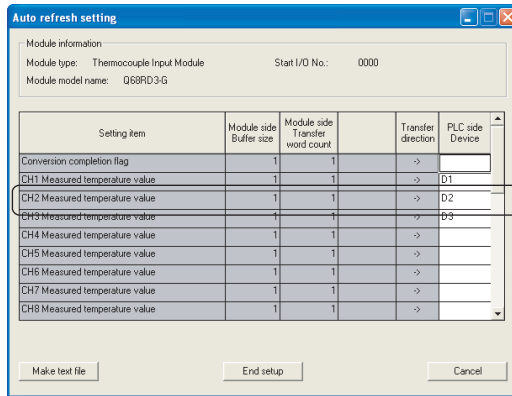 Auto refresh setting
Module information
Module type: Thermocouple Input Module Start I/O No.: 0000
Module model name: Q68RD3-G
Setting item Module side Buffer size Module side Transfer word count Transfer direction PLC side Device
Conversion completion flag 1 1 ->
CH1 Measured temperature value 1 1 -> D1
CH2 Measured temperature value 1 1 -> D2
CH3 Measured temperature value 1 1 -> D3
CH4 Measured temperature value 1 1 ->
CH5 Measured temperature value 1 1 ->
CH6 Measured temperature value 1 1 ->
CH7 Measured temperature value 1 1 ->
CH8 Measured temperature value 1 1 ->
Make text file End setup Cancel